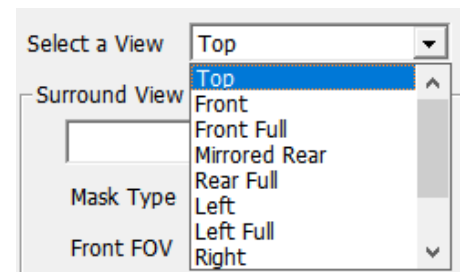 Select a View Top
Top
Surround View
Front
Front Full
Mirrored Rear
Rear Full
Mask Type
Left
Left Full
Front FOV
Right